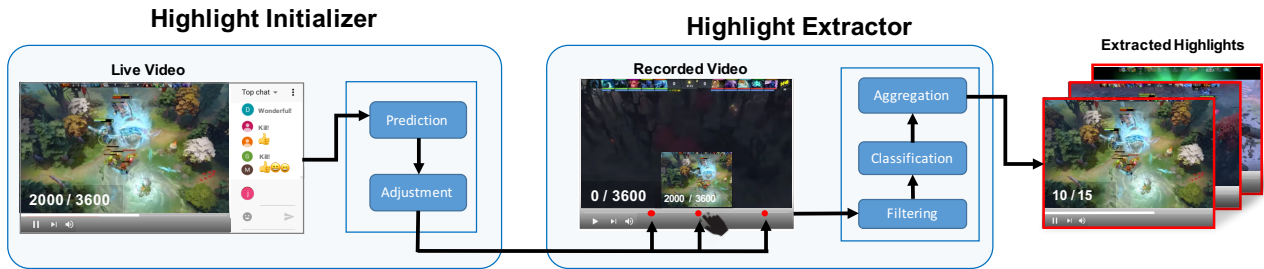 Highlight Initializer
Live Video
Top chat
D Wonderful!
Kill!
G Kill!
M
j
2000 / 3600
Prediction
Adjustment
Highlight Extractor
Recorded Video
0 / 3600
2000 / 3600
Aggregation
Classification
Filtering
Extracted Highlights
10 / 15